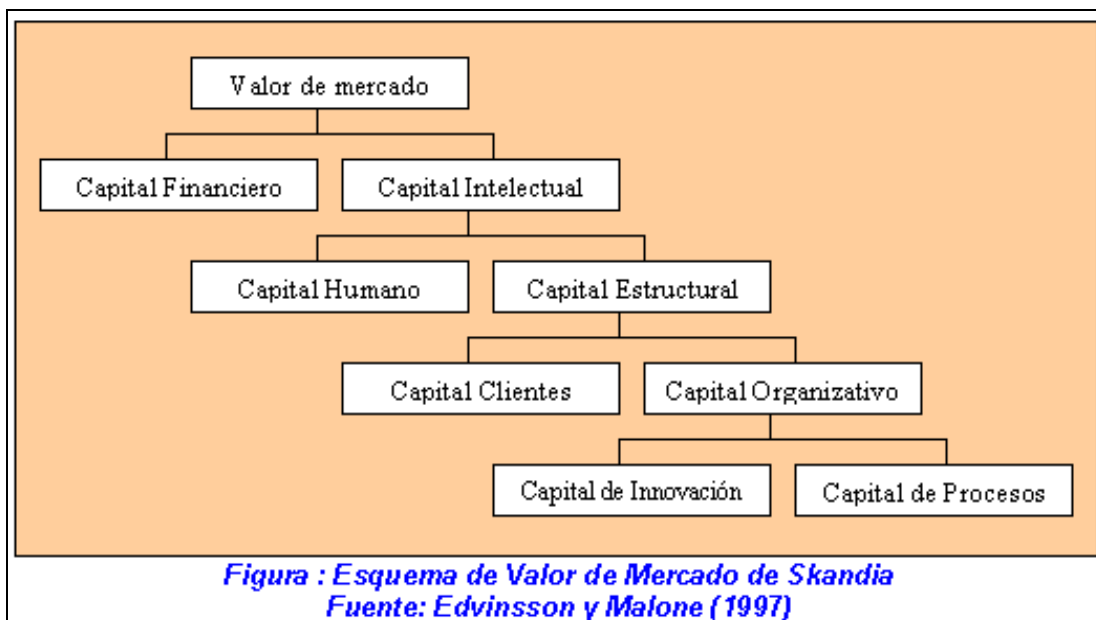 Valor de mercado
Capital Financiero
Capital Intelectual
Capital Humano
Capital Estructural
Capital Clientes
Capital Organizativo
Capital de Innovación
Capital de Procesos
Figura : Esquema de Valor de Mercado de Skandia
Fuente: Edvinsson y Malone (1997)